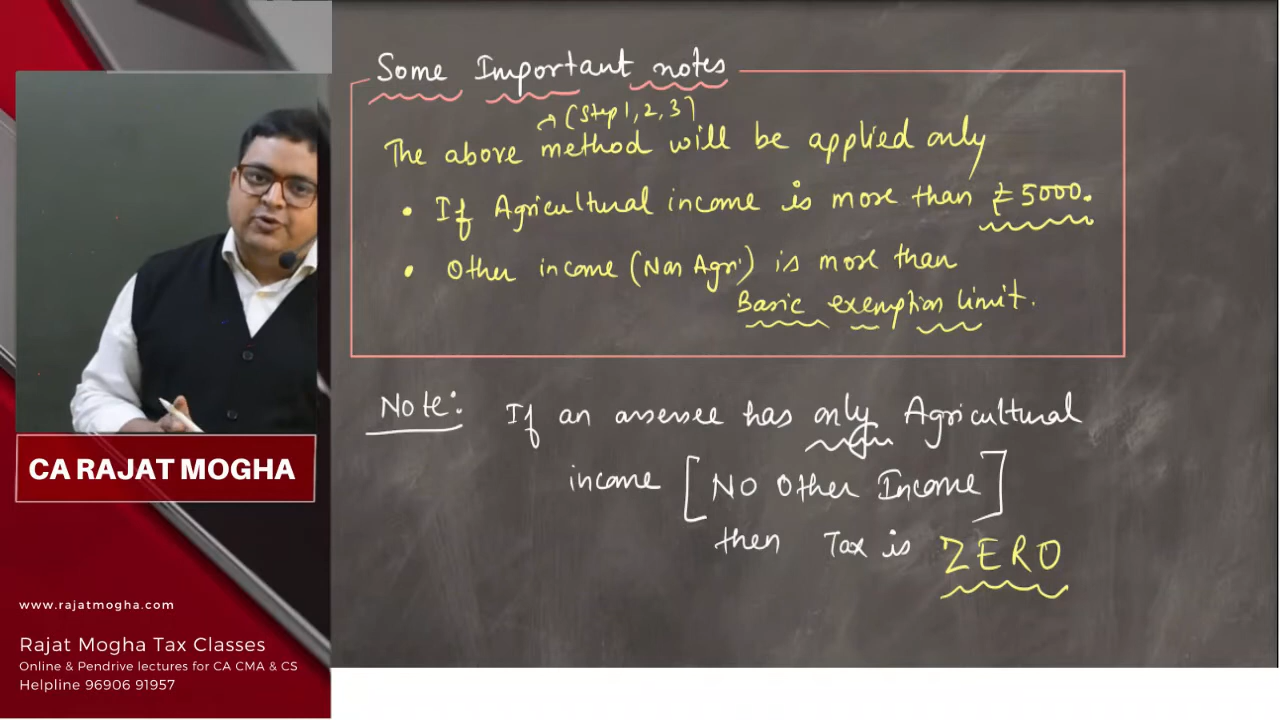 Some Important notes
(Step 1, 2, 3)
The above method will be applied only
• If Agricultural income is more than ₹5000.
• Other income (Non Agri.) is more than
Basic exemption limit.
Note: If an assessee has only Agricultural
income [NO Other Income]
then Tax is ZERO
CA RAJAT MOGHA
www.rajatmogha.com
Rajat Mogha Tax Classes
Online & Pendrive lectures for CA CMA & CS
Helpline 96906 91957